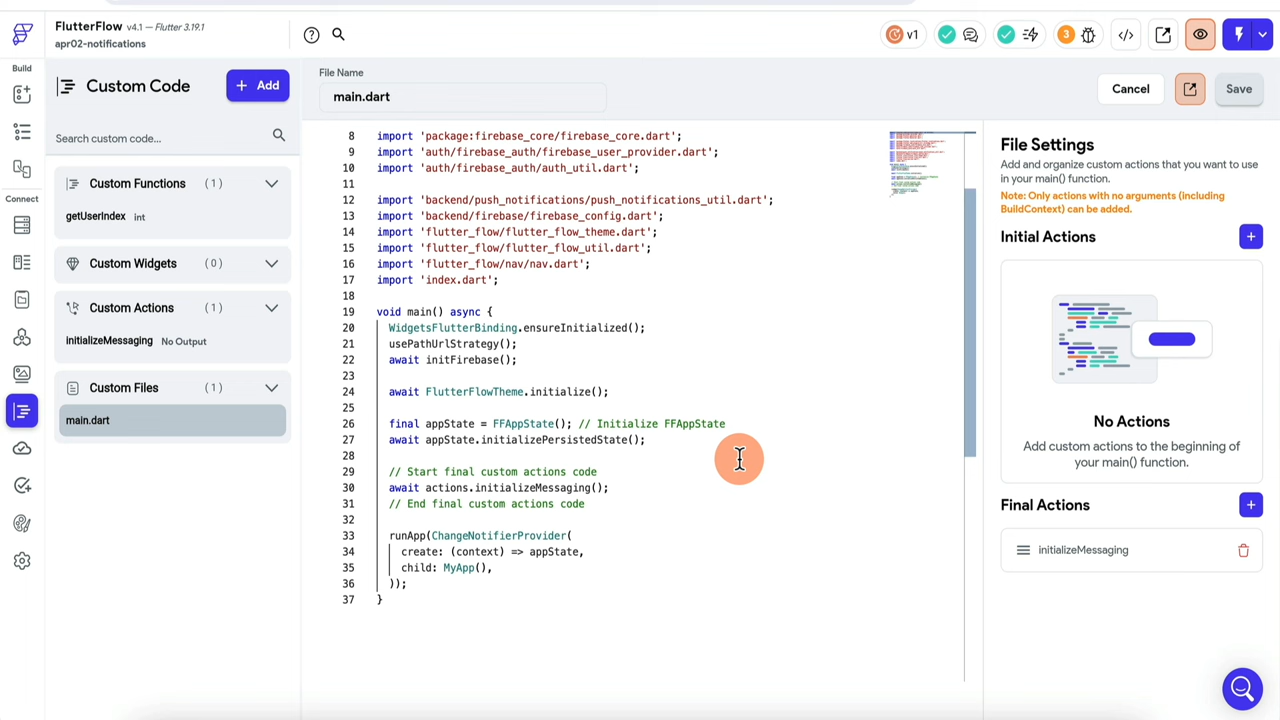 FlutterFlow v4.1 – Flutter 3.19.1
apr02-notifications
v1
3
Build
Connect
Custom Code
+ Add
Search custom code...
Custom Functions (1)
getUserIndex int
Custom Widgets (0)
Custom Actions (1)
initializeMessaging No Output
Custom Files (1)
main.dart
File Name
main.dart
Cancel
Save
8 import 'package:firebase_core/firebase_core.dart';
9 import 'auth/firebase_auth/firebase_user_provider.dart';
10 import 'auth/firebase_auth/auth_util.dart';
11
12 import 'backend/push_notifications/push_notifications_util.dart';
13 import 'backend/firebase/firebase_config.dart';
14 import 'flutter_flow/flutter_flow_theme.dart';
15 import 'flutter_flow/flutter_flow_util.dart';
16 import 'flutter_flow/nav/nav.dart';
17 import 'index.dart';
18
19 void main() async {
20 WidgetsFlutterBinding.ensureInitialized();
21 usePathUrlStrategy();
22 await initFirebase();
23
24 await FlutterFlowTheme.initialize();
25
26 final appState = FFAppState(); // Initialize FFAppState
27 await appState.initializePersistedState();
28
29 // Start final custom actions code
30 await actions.initializeMessaging();
31 // End final custom actions code
32
33 runApp(ChangeNotifierProvider(
34 create: (context) => appState,
35 child: MyApp(),
36 ));
37 }
File Settings
Add and organize custom actions that you want to use
in your main() function.
Note: Only actions with no arguments (including
BuildContext) can be added.
Initial Actions
No Actions
Add custom actions to the beginning of
your main() function.
Final Actions
initializeMessaging